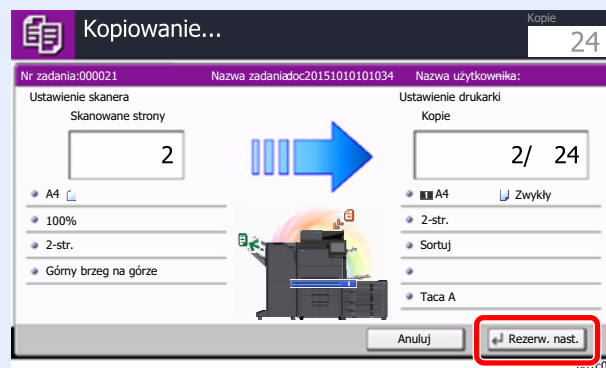 Kopiowanie...
Kopie
24
Nr zadania:000021 Nazwa zadania:doc20151010101034 Nazwa użytkownika:
Ustawienie skanera Ustawienie drukarki
Skanowane strony Kopie
2 2/ 24
A4 1 A4 Zwykły
100% 2-str.
2-str. Sortuj
Górny brzeg na górze
Taca A
1
Anuluj Rezerw. nast.